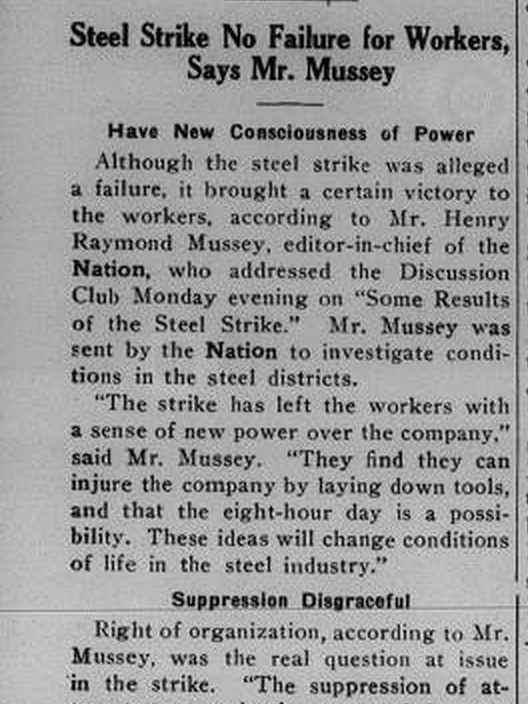 Steel Strike No Failure for Workers,
Says Mr. Mussey
Have New Consciousness of Power
Although the steel strike was alleged
a failure, it brought a certain victory to
the workers, according to Mr. Henry
Raymond Mussey, editor-in-chief of the
Nation, who addressed the Discussion
Club Monday evening on “Some Results
of the Steel Strike.” Mr. Mussey was
sent by the Nation to investigate condi-
tions in the steel districts.
“The strike has left the workers with
a sense of new power over the company,”
said Mr. Mussey. “They find they can
injure the company by laying down tools,
and that the eight-hour day is a possi-
bility. These ideas will change conditions
of life in the steel industry.”
Suppression Disgraceful
Right of organization, according to Mr.
Mussey, was the real question at issue
in the strike. “The suppression of at-